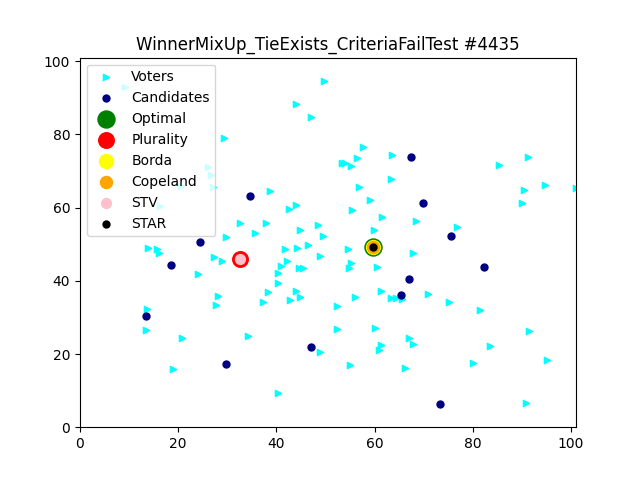 WinnerMixUp_TieExists_CriteriaFailTest #4435
100
80
60
40
20
0
0 20 40 60 80 100
Voters
Candidates
Optimal
Plurality
Borda
Copeland
STV
STAR